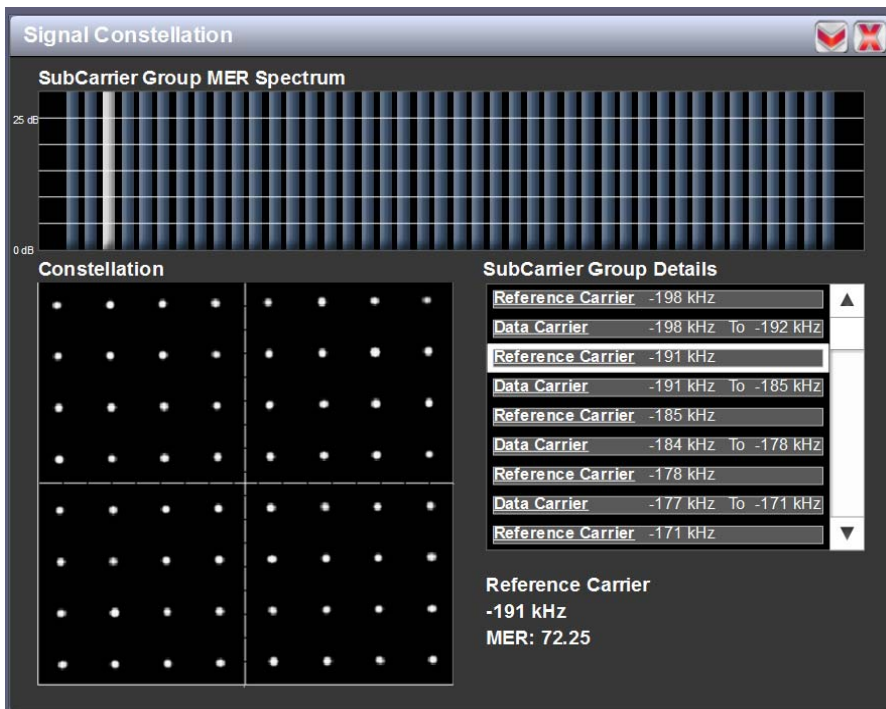 Signal Constellation
SubCarrier Group MER Spectrum
25 dB
0 dB
Constellation
SubCarrier Group Details
Reference Carrier -198 kHz
Data Carrier -198 kHz To -192 kHz
Reference Carrier -191 kHz
Data Carrier -191 kHz To -185 kHz
Reference Carrier -185 kHz
Data Carrier -184 kHz To -178 kHz
Reference Carrier -178 kHz
Data Carrier -177 kHz To -171 kHz
Reference Carrier -171 kHz
Reference Carrier
-191 kHz
MER: 72.25